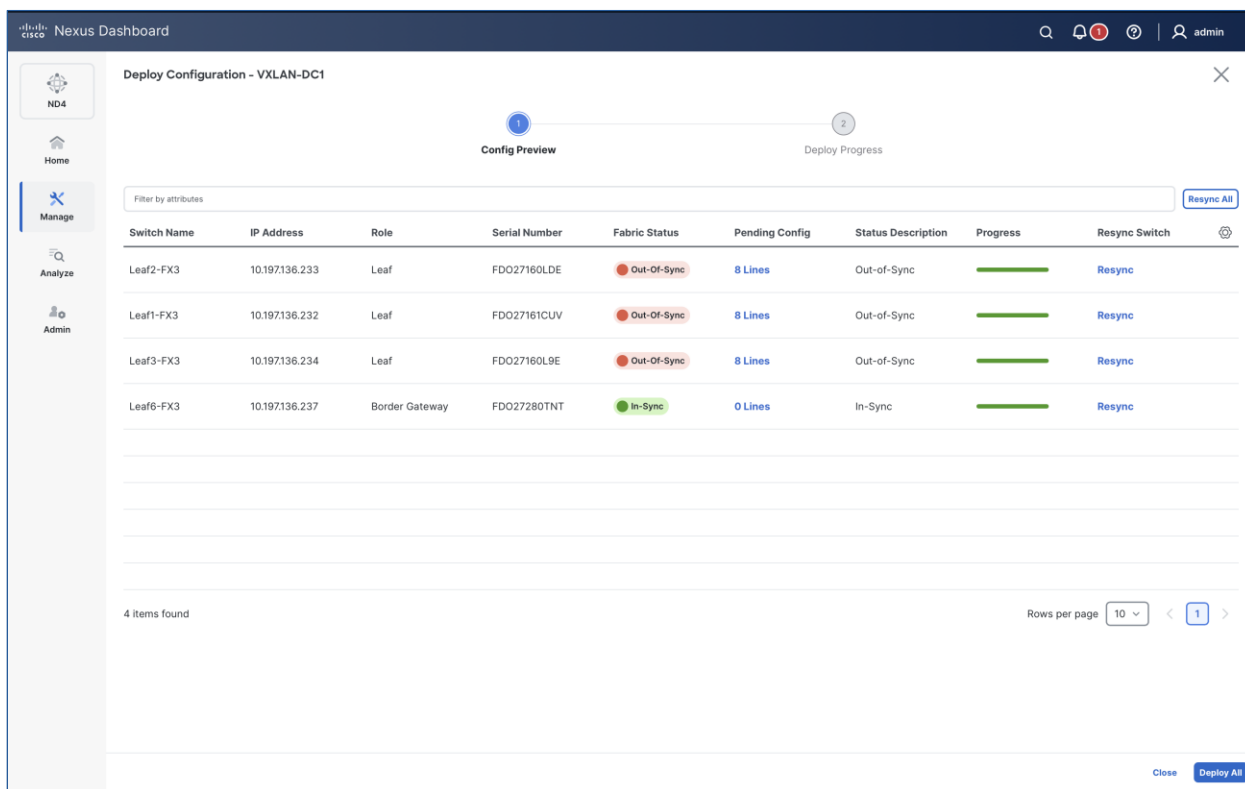 cisco Nexus Dashboard 1 admin
ND4
Home
Manage
Analyze
Admin
Deploy Configuration - VXLAN-DC1
1 2
Config Preview Deploy Progress
Filter by attributes Resync All
Switch Name IP Address Role Serial Number Fabric Status Pending Config Status Description Progress Resync Switch
Leaf2-FX3 10.197.136.233 Leaf FDO27160LDE Out-Of-Sync 8 Lines Out-of-Sync Resync
Leaf1-FX3 10.197.136.232 Leaf FDO27161CUV Out-Of-Sync 8 Lines Out-of-Sync Resync
Leaf3-FX3 10.197.136.234 Leaf FDO27160L9E Out-Of-Sync 8 Lines Out-of-Sync Resync
Leaf6-FX3 10.197.136.237 Border Gateway FDO27280TNT In-Sync 0 Lines In-Sync Resync
4 items found Rows per page 10 1
Close Deploy All